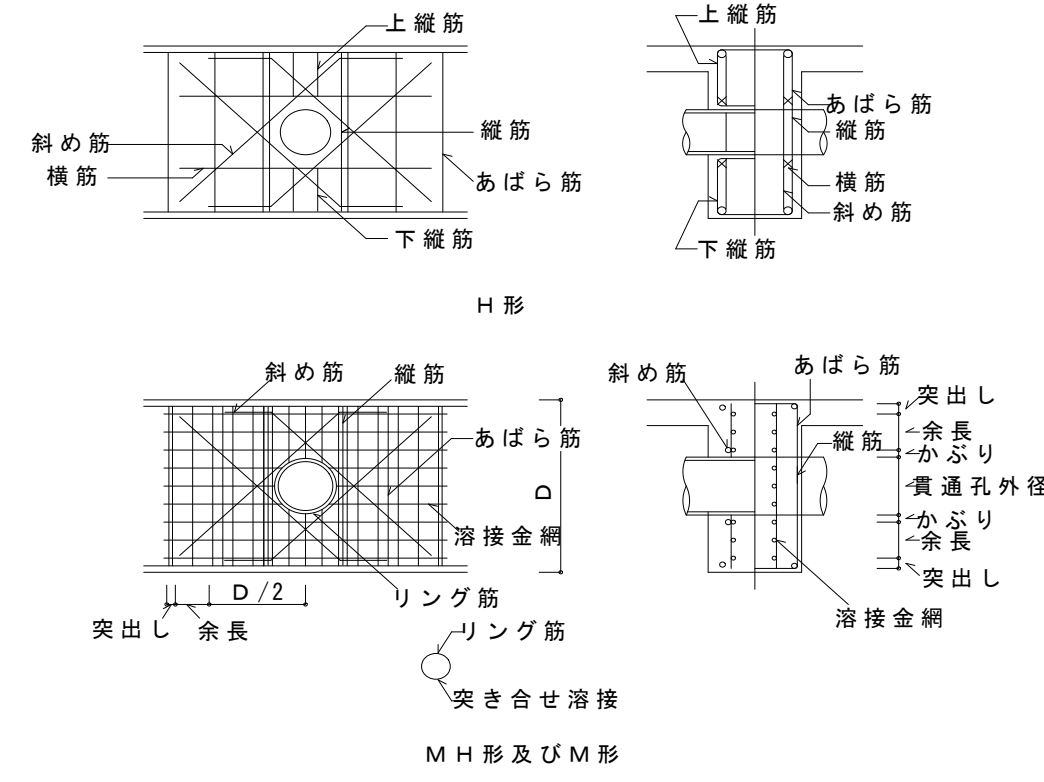 上縦筋
斜め筋
横筋
縦筋
あばら筋
下縦筋
上縦筋
あばら筋
縦筋
横筋
斜め筋
下縦筋
H形
斜め筋
縦筋
あばら筋
溶接金網
D
D/2
突出し
余長
リング筋
リング筋
突き合せ溶接
斜め筋
あばら筋
縦筋
溶接金網
突出し
余長
かぶり
貫通孔外径
かぶり
余長
突出し
MH形及びM形